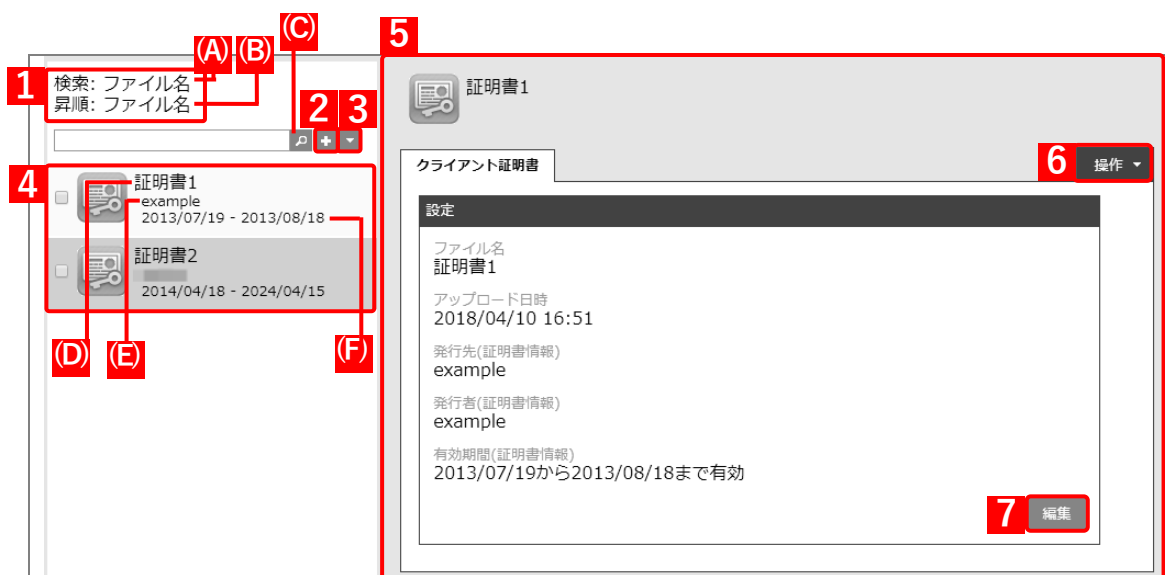 (C)
5
(A) (B)
1
検索: ファイル名
昇順: ファイル名
2 3
証明書1
クライアント証明書
6
操作
4
証明書1
example
2013/07/19 - 2013/08/18
証明書2
2014/04/18 - 2024/04/15
(D) (E) (F)
設定
ファイル名
証明書1
アップロード日時
2018/04/10 16:51
発行先(証明書情報)
example
発行者(証明書情報)
example
有効期間(証明書情報)
2013/07/19から2013/08/18まで有効
7
編集